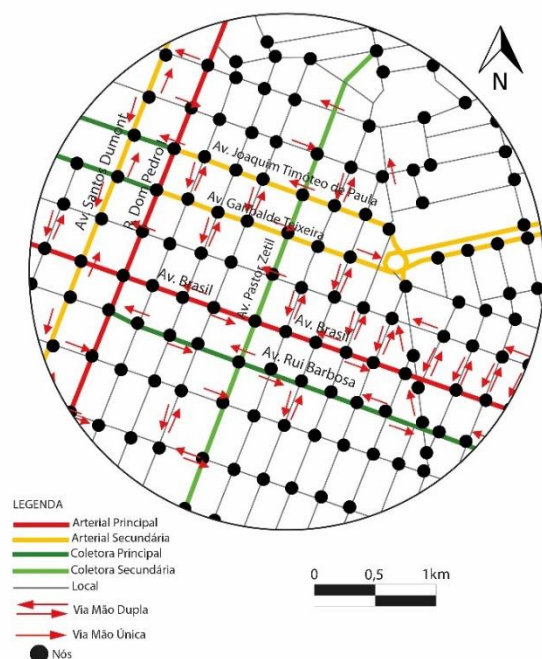 N
Av. Santos Dumont
R. Dom Pedro
Av. Joaquim Timoteo da Paula
Av. Garibalde Teixeira
Av. Pastor Zetil
Av. Brasil
Av. Brasil
Av. Rui Barbosa
LEGENDA
Arterial Principal
Arterial Secundária
Coletora Principal
Coletora Secundária
Local
Via Mão Dupla
Via Mão Única
Nós
0 0,5 1km